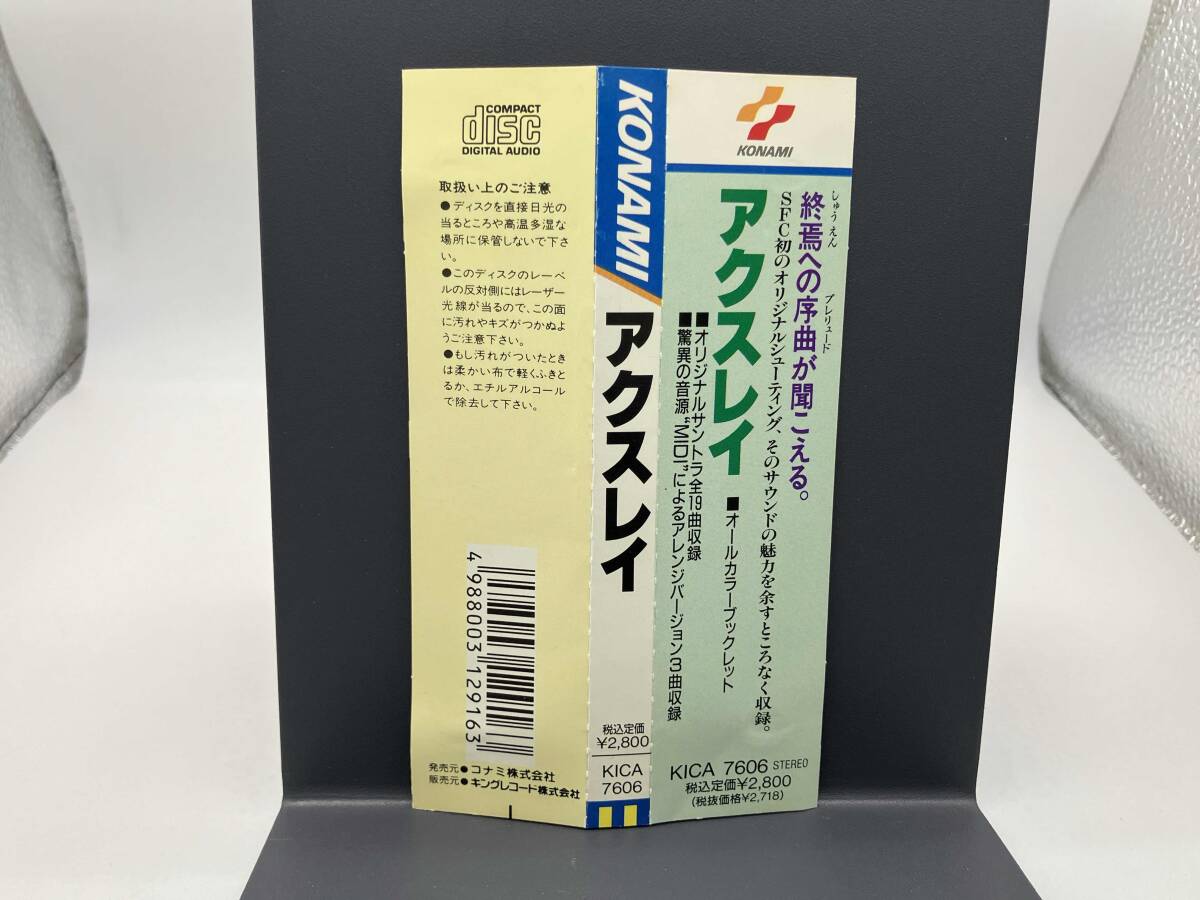 COMPACT
disc
DIGITAL AUDIO
取扱い上のご注意
●ディスクを直接日光の
当るところや高温多湿な
場所に保管しないで下さ
い。
●このディスクのレーベ
ルの反対側にはレーザー
光線が当るので、この面
に汚れやキズがつかぬよ
うご注意下さい。
●もし汚れがついたとき
は柔かい布で軽くふきと
るか、エチルアルコール
で除去して下さい。
4 988003 129163
発売元●コナミ株式会社
販売元●キングレコード株式会社
KONAMI
アクスレイ
税込定価
¥2,800
KICA
7606
KONAMI
しゅうえん
プレリュード
終焉への序曲が聞こえる。
SFC初のオリジナルシューティング、そのサウンドの魅力を余すところなく収録。
アクスレイ
■オールカラーブックレット
■オリジナルサントラ全19曲収録
■驚異の音源"MIDI"によるアレンジバージョン3曲収録
KICA 7606 STEREO
税込定価¥2,800
(税抜価格¥2,718)